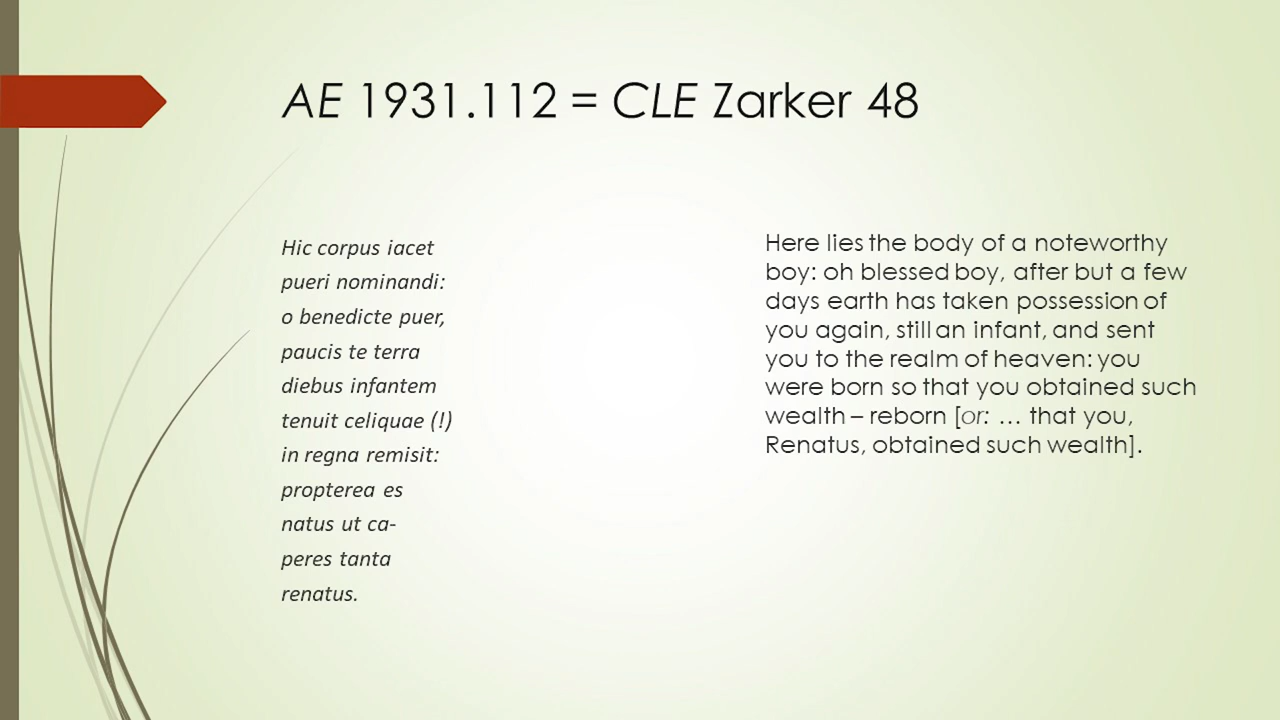 AE 1931.112 = CLE Zarker 48
Hic corpus iacet
pueri nominandi:
o benedicte puer,
paucis te terra
diebus infantem
tenuit celiquae (!)
in regna remisit:
propterea es
natus ut ca-
peres tanta
renatus.
Here lies the body of a noteworthy
boy: oh blessed boy, after but a few
days earth has taken possession of
you again, still an infant, and sent
you to the realm of heaven: you
were born so that you obtained such
wealth – reborn [or: … that you,
Renatus, obtained such wealth].